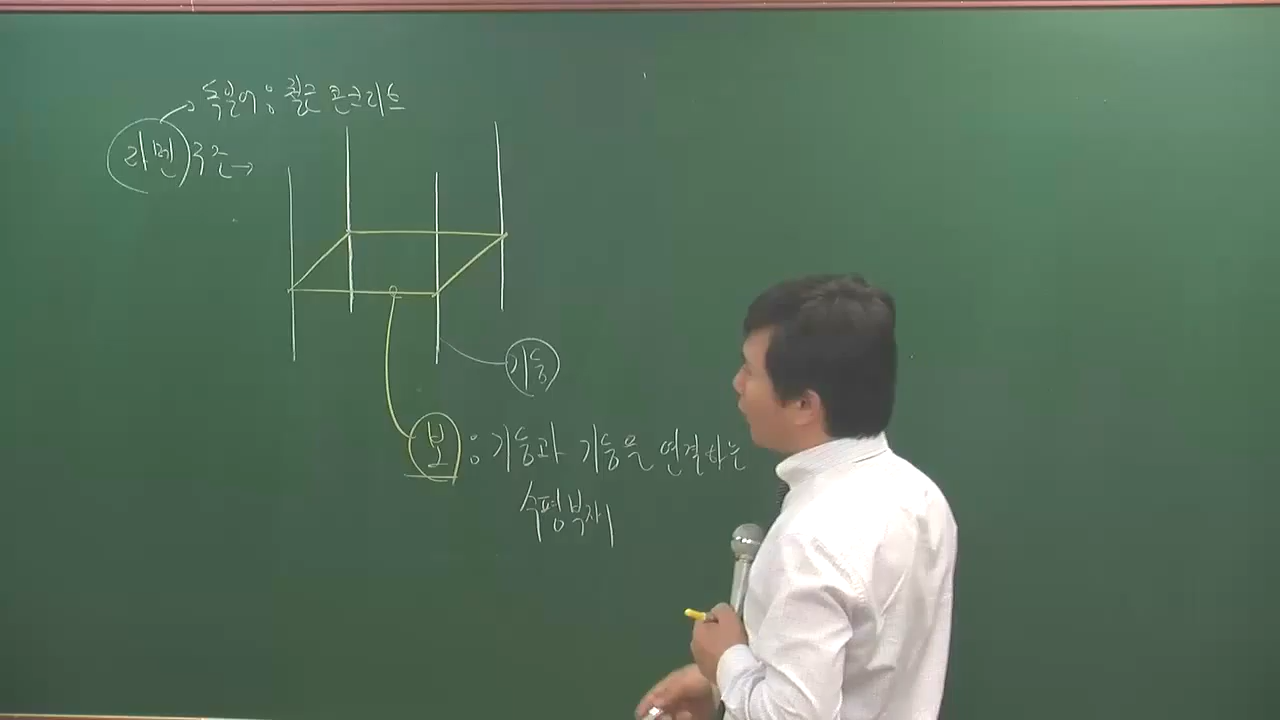 독일어 : 철근 콘크리트
라멘 구조 →
기둥
보 : 기둥과 기둥을 연결하는
수평부재